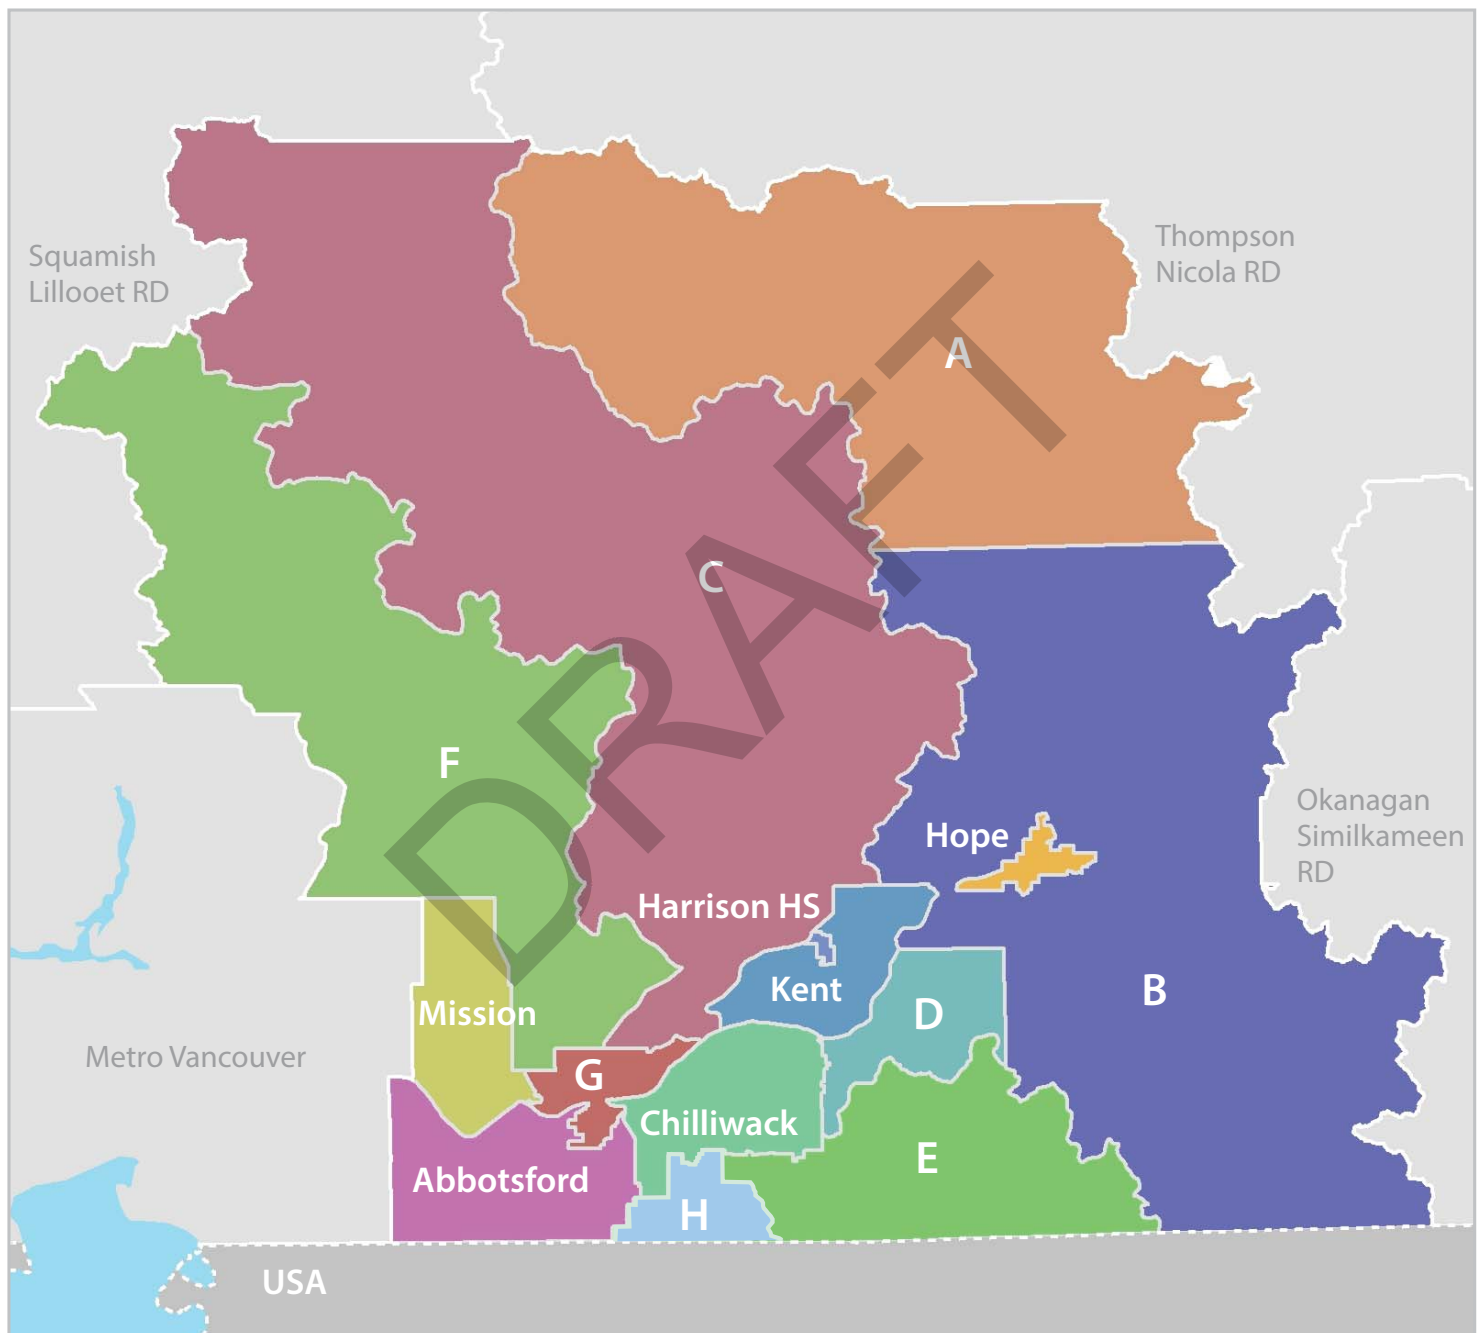 Squamish
Lillooet RD
Thompson
Nicola RD
A
C
DRAFT
F
Hope
Okanagan
Similkameen
RD
Harrison HS
Kent
B
Mission
D
Metro Vancouver
G
Chilliwack
E
Abbotsford
H
USA